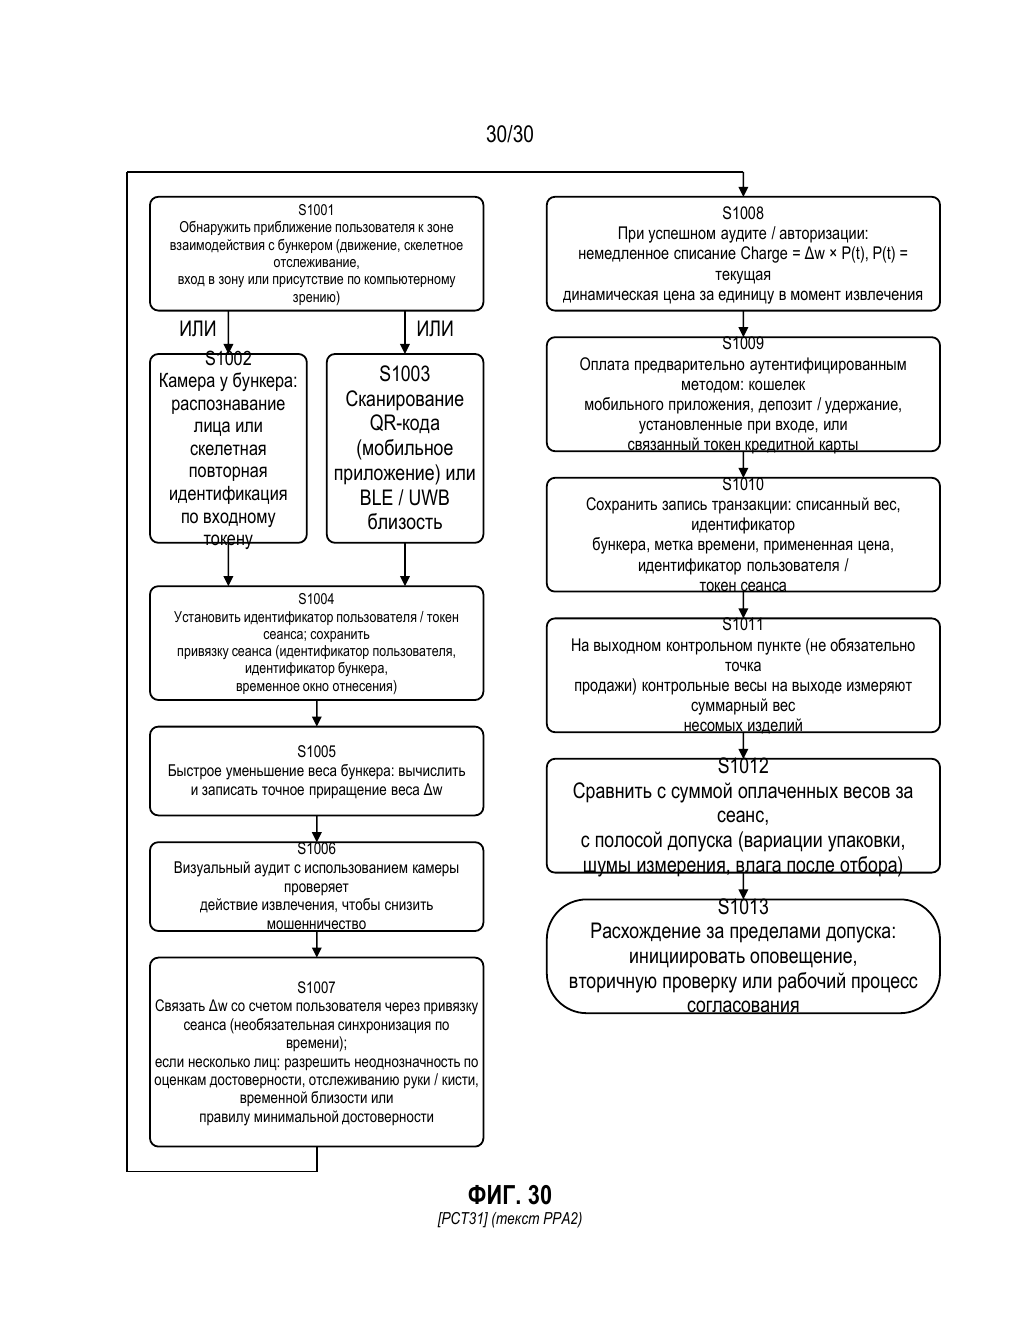 30/30
S1001
Обнаружить приближение пользователя к зоне
взаимодействия с бункером (движение, скелетное
отслеживание,
вход в зону или присутствие по компьютерному
зрению)
ИЛИ
ИЛИ
S1002
Камера у бункера:
распознавание
лица или
скелетная
повторная
идентификация
по входному
токену
S1003
Сканирование
QR-кода
(мобильное
приложение) или
BLE / UWB
близость
S1004
Установить идентификатор пользователя / токен
сеанса; сохранить
привязку сеанса (идентификатор пользователя,
идентификатор бункера,
временное окно отнесения)
S1005
Быстрое уменьшение веса бункера: вычислить
и записать точное приращение веса Δw
S1006
Визуальный аудит с использованием камеры
проверяет
действие извлечения, чтобы снизить
мошенничество
S1007
Связать Δw со счетом пользователя через привязку
сеанса (необязательная синхронизация по
времени);
если несколько лиц: разрешить неоднозначность по
оценкам достоверности, отслеживанию руки / кисти,
временной близости или
правилу минимальной достоверности
S1008
При успешном аудите / авторизации:
немедленное списание Charge = Δw × P(t), P(t) =
текущая
динамическая цена за единицу в момент извлечения
S1009
Оплата предварительно аутентифицированным
методом: кошелек
мобильного приложения, депозит / удержание,
установленные при входе, или
связанный токен кредитной карты
S1010
Сохранить запись транзакции: списанный вес,
идентификатор
бункера, метка времени, примененная цена,
идентификатор пользователя /
токен сеанса
S1011
На выходном контрольном пункте (не обязательно
точка
продажи) контрольные весы на выходе измеряют
суммарный вес
несомых изделий
S1012
Сравнить с суммой оплаченных весов за
сеанс,
с полосой допуска (вариации упаковки,
шумы измерения, влага после отбора)
S1013
Расхождение за пределами допуска:
инициировать оповещение,
вторичную проверку или рабочий процесс
согласования
ФИГ. 30
[PCT31] (текст PPA2)